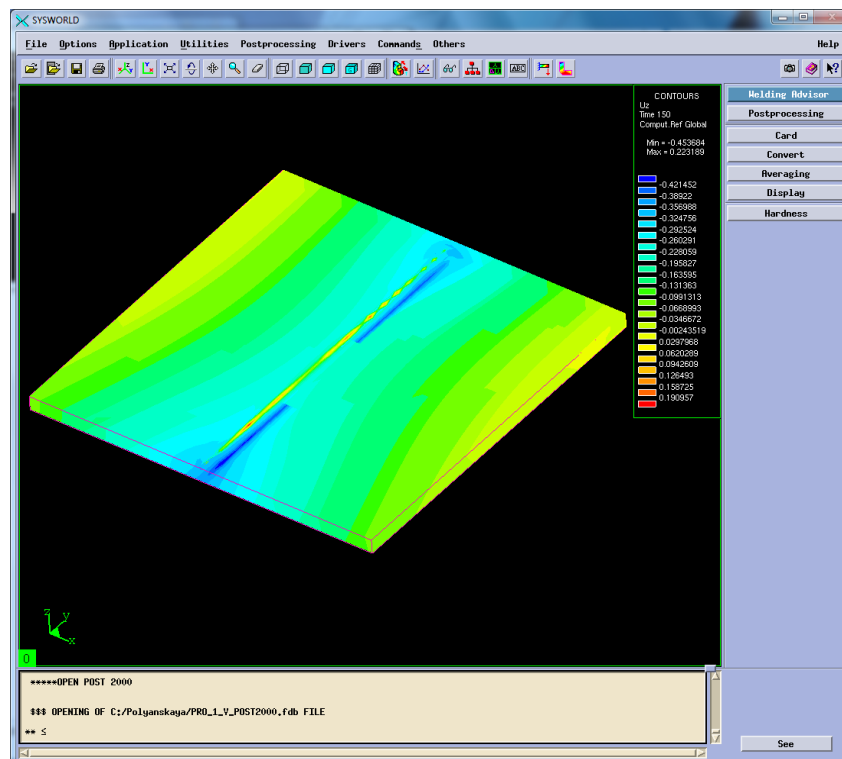 SYSWORLD
File Options Application Utilities Postprocessing Drivers Commands Others Help
ABC
CONTOURS
Uz
Time 150
Comput.Ref Global
Min = -0.453684
Max = 0.223189
-0.421452
-0.38922
-0.356988
-0.324756
-0.292524
-0.260291
-0.228059
-0.195827
-0.163595
-0.131363
-0.0991313
-0.0668993
-0.0346672
-0.00243519
0.0297968
0.0620289
0.0942609
0.126493
0.158725
0.190957
Welding Advisor
Postprocessing
Card
Convert
Averaging
Display
Hardness
z
y
x
0
*****OPEN POST 2000
$$$ OPENING OF C:/Polyanskaya/PRO_1_V_POST2000.fdb FILE
** ≤
See